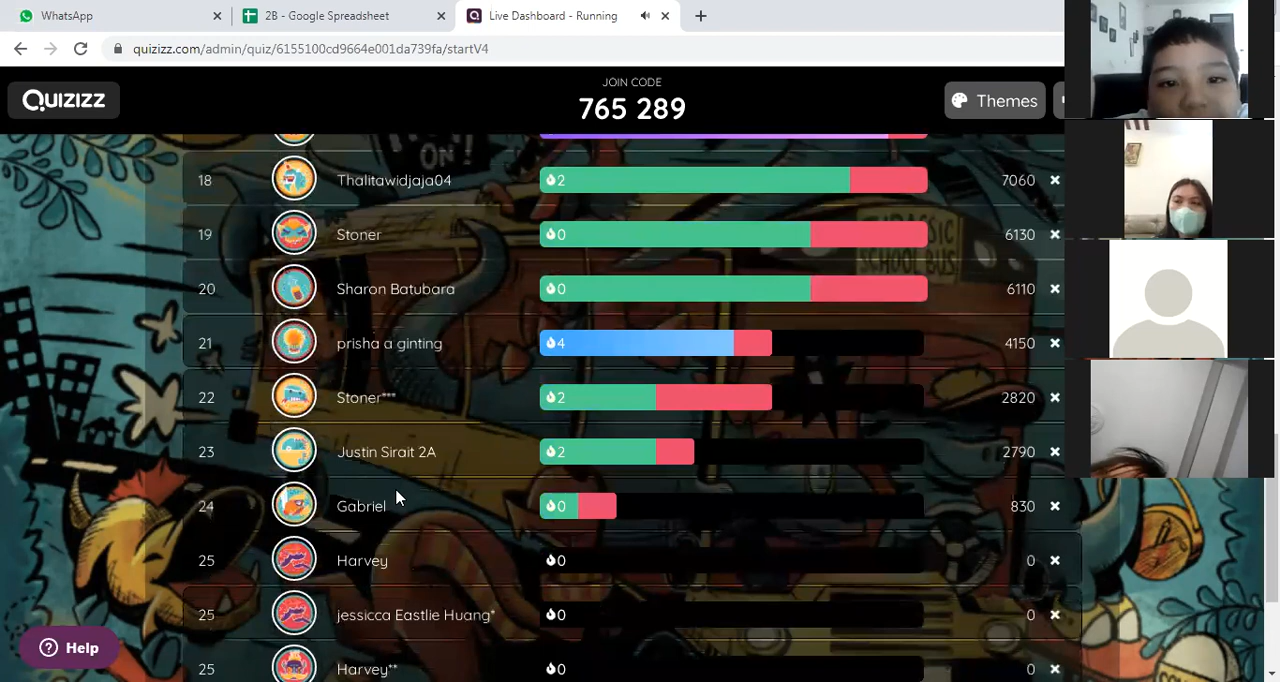 WhatsApp
2B - Google Spreadsheet
Live Dashboard - Running
quizizz.com/admin/quiz/6155100cd9664e001da739fa/startV4
Quizizz
JOIN CODE
765 289
Themes
ON!
18 Thalitawidjaja04 2 7060
19 Stoner 0 6130
SCHOOL BUS
20 Sharon Batubara 0 6110
21 prisha a ginting 4 4150
22 Stoner*** 2 2820
23 Justin Sirait 2A 2 2790
24 Gabriel 0 830
25 Harvey 0 0
25 jessicca Eastlie Huang* 0 0
25 Harvey** 0 0
Help